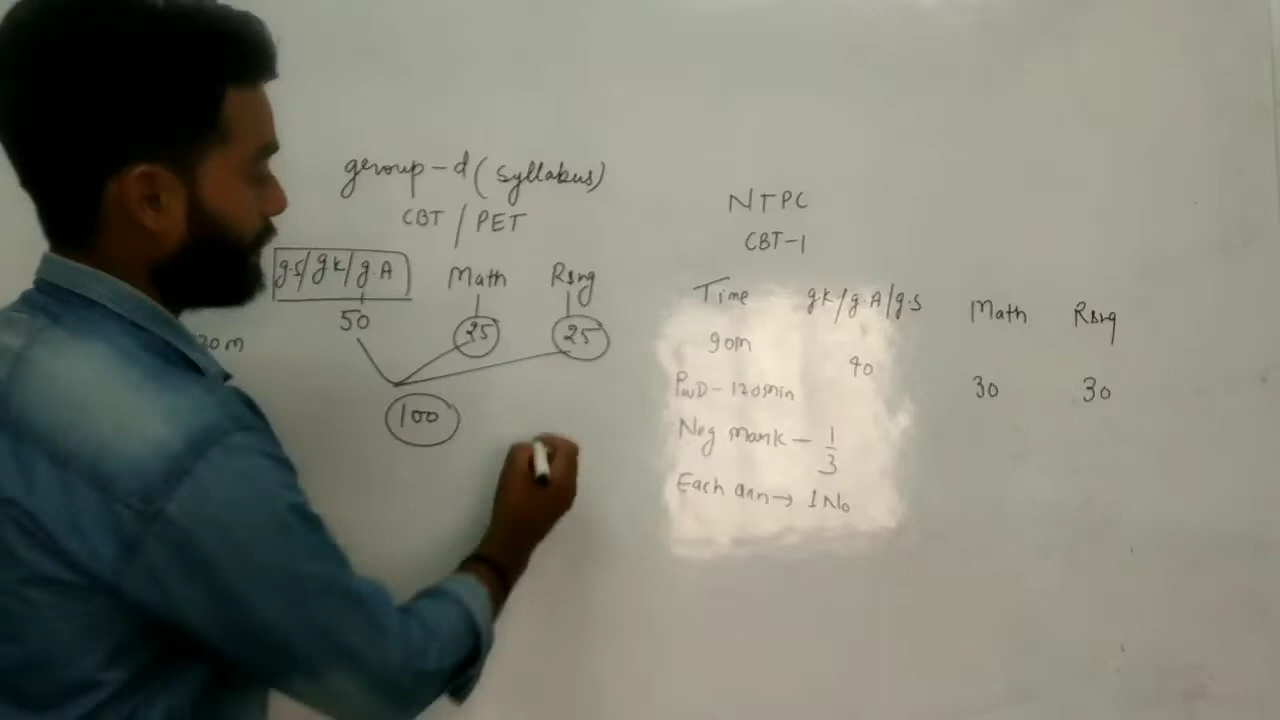 group-d (syllabus)
CBT / PET
g.s/gk/g.A Math Rsng
50 25 25
100
NTPC
CBT-1
Time gk/g.A/g.s Math Rsng
90m 40 30 30
PwD - 120min
Neg mark - 1/3
Each ann → 1 No